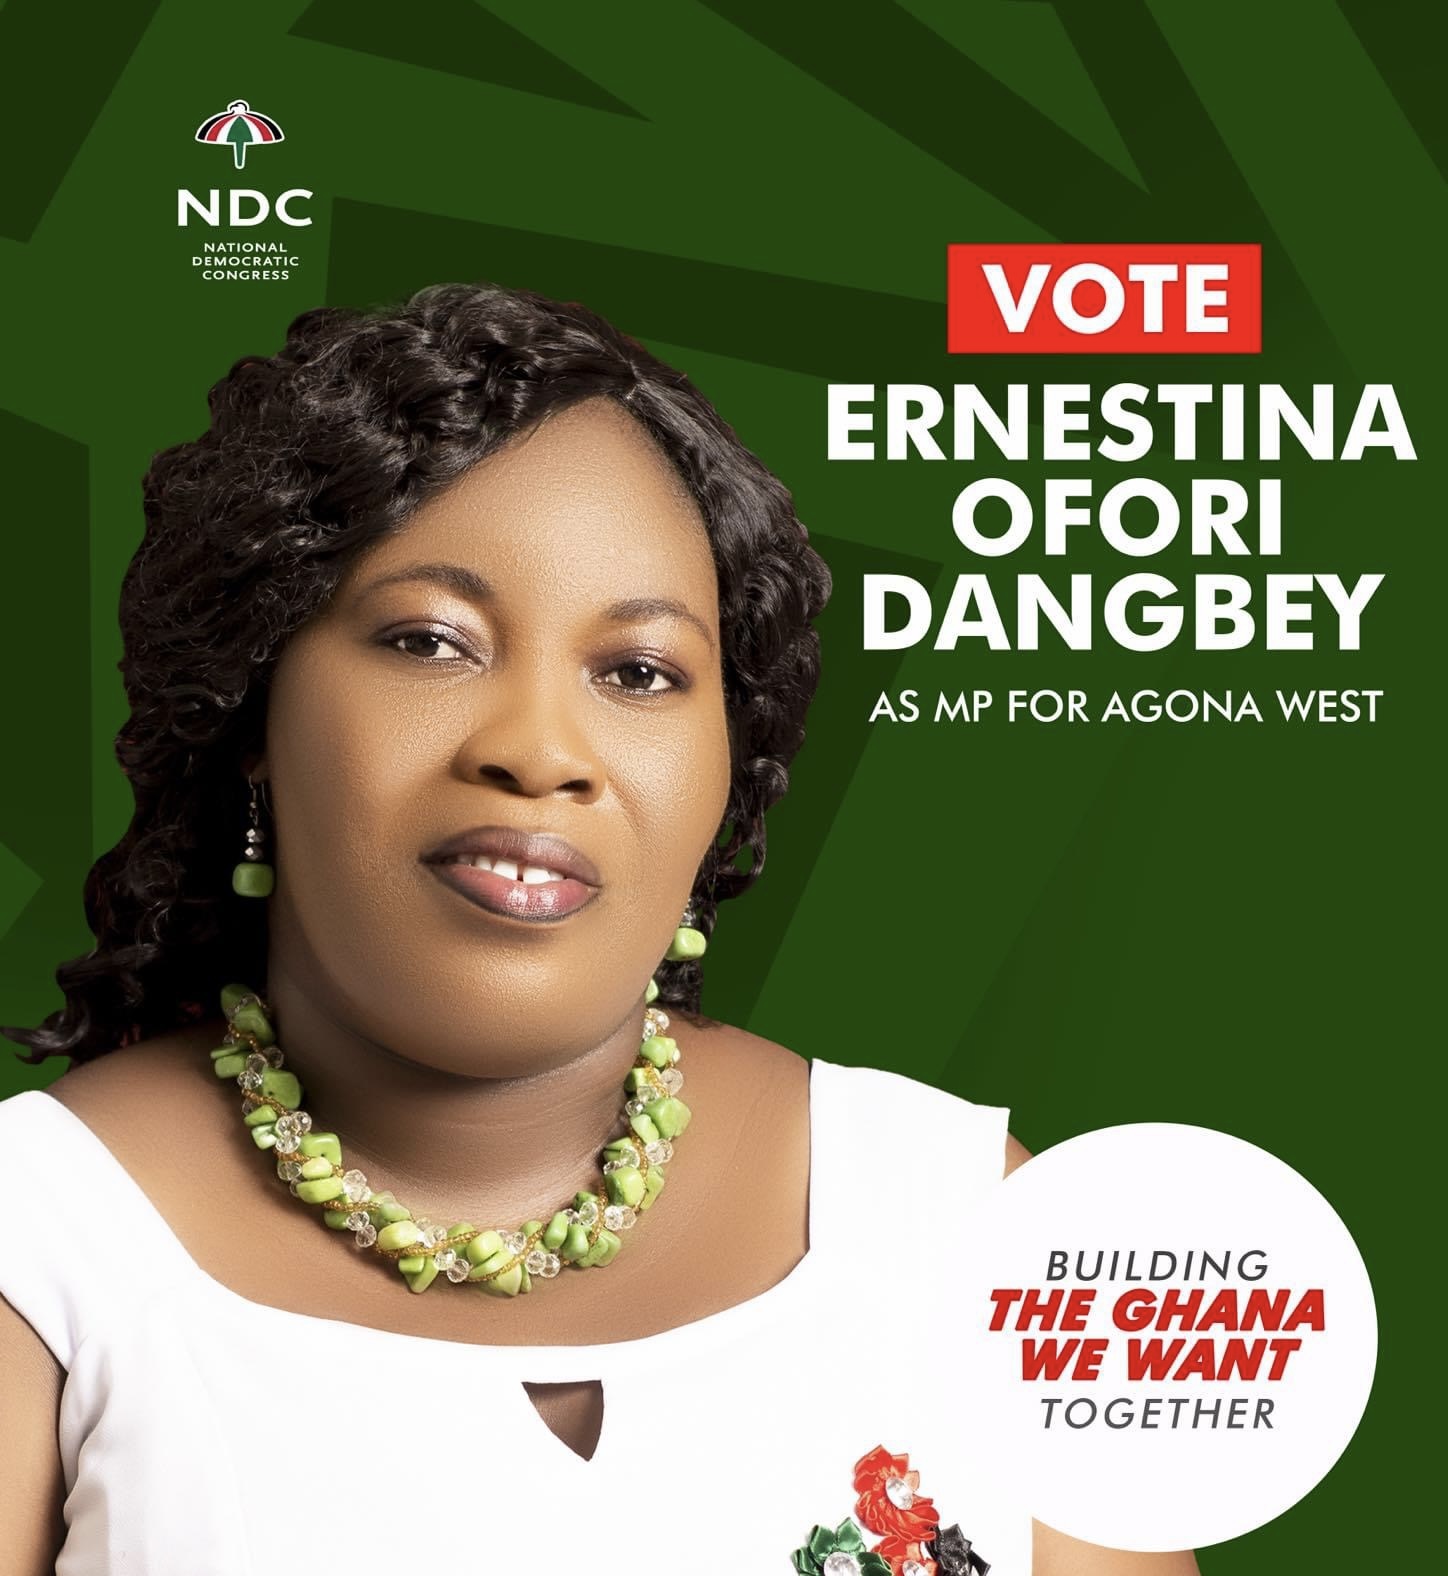 NDC
NATIONAL
DEMOCRATIC
CONGRESS
VOTE
ERNESTINA
OFORI
DANGBEY
AS MP FOR AGONA WEST
BUILDING
THE GHANA
WE WANT
TOGETHER